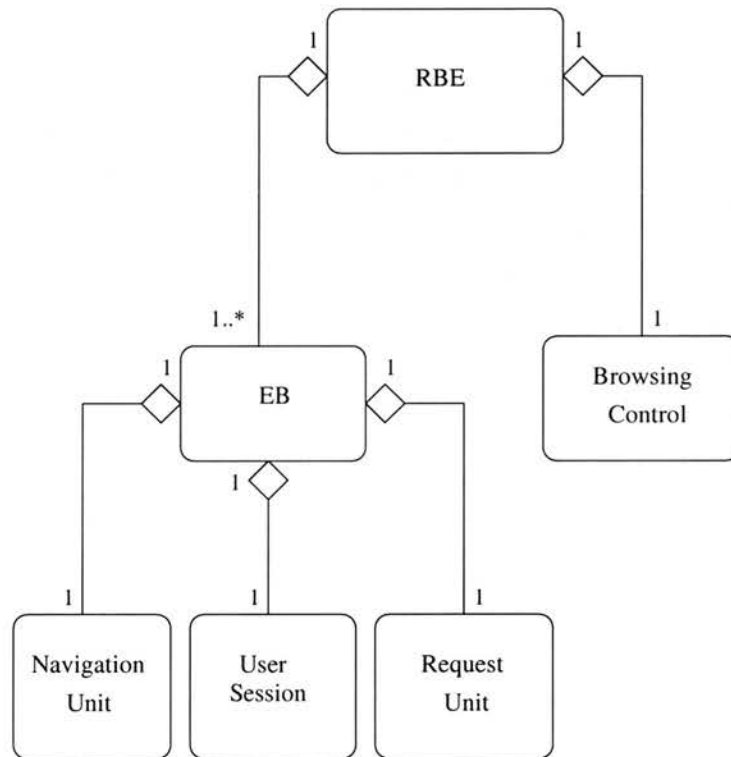 1
1
RBE
1..*
1
1
1
EB
Browsing
Control
1
1
1
1
Navigation
Unit
User
Session
Request
Unit